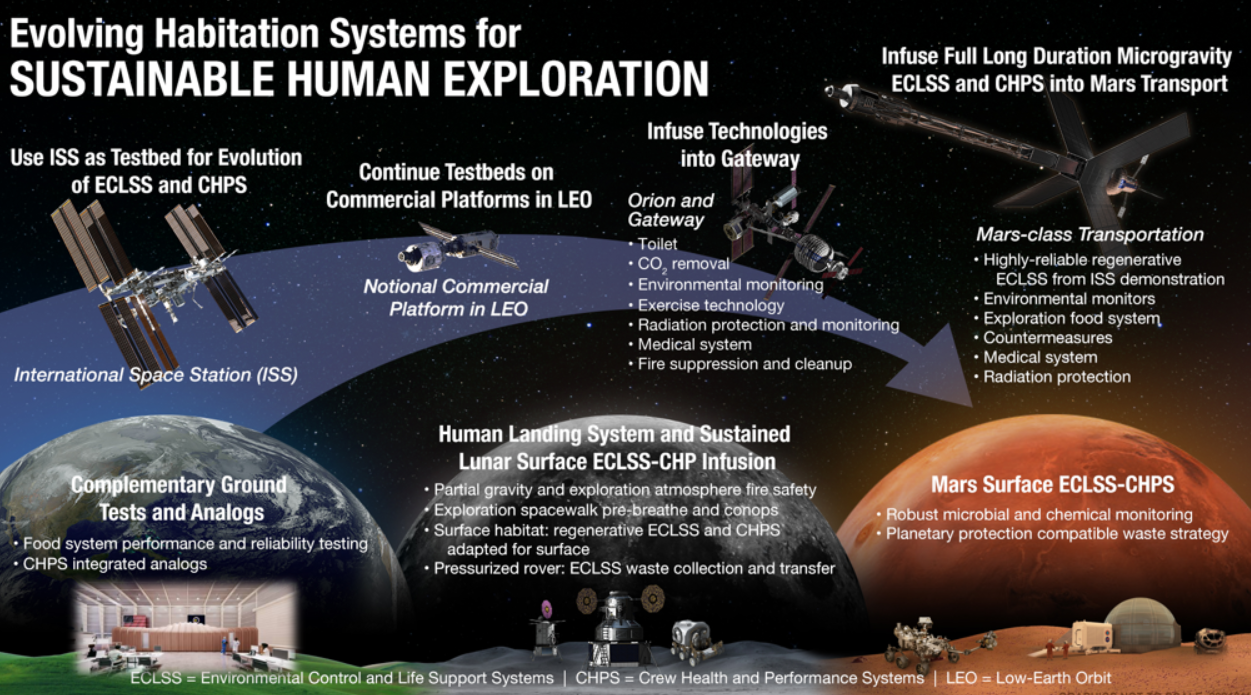 Evolving Habitation Systems for
SUSTAINABLE HUMAN EXPLORATION
Use ISS as Testbed for Evolution
of ECLSS and CHPS
International Space Station (ISS)
Continue Testbeds on
Commercial Platforms in LEO
Notional Commercial
Platform in LEO
Infuse Technologies
into Gateway
Orion and
Gateway
• Toilet
• CO₂ removal
• Environmental monitoring
• Exercise technology
• Radiation protection and monitoring
• Medical system
• Fire suppression and cleanup
Infuse Full Long Duration Microgravity
ECLSS and CHPS into Mars Transport
Mars-class Transportation
• Highly-reliable regenerative
ECLSS from ISS demonstration
• Environmental monitors
• Exploration food system
• Countermeasures
• Medical system
• Radiation protection
Complementary Ground
Tests and Analogs
• Food system performance and reliability testing
• CHPS integrated analogs
Human Landing System and Sustained
Lunar Surface ECLSS-CHP Infusion
• Partial gravity and exploration atmosphere fire safety
• Exploration spacewalk pre-breathe and conops
• Surface habitat: regenerative ECLSS and CHPS
adapted for surface
• Pressurized rover: ECLSS waste collection and transfer
Mars Surface ECLSS-CHPS
• Robust microbial and chemical monitoring
• Planetary protection compatible waste strategy
ECLSS = Environmental Control and Life Support Systems | CHPS = Crew Health and Performance Systems | LEO = Low-Earth Orbit